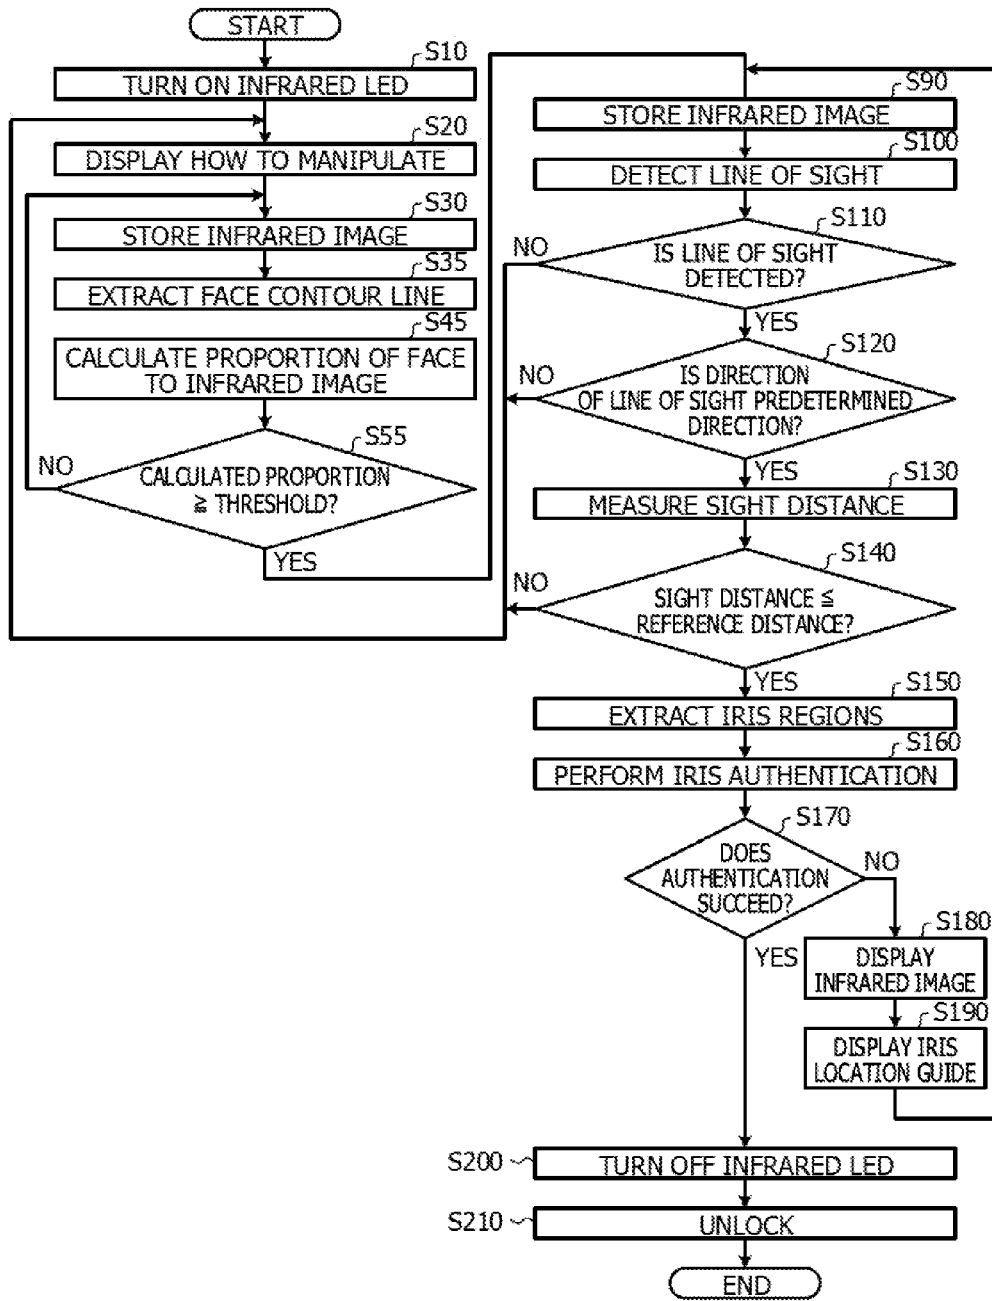 START
S10
TURN ON INFRARED LED
S20
DISPLAY HOW TO MANIPULATE
S30
STORE INFRARED IMAGE
S35
EXTRACT FACE CONTOUR LINE
S45
CALCULATE PROPORTION OF FACE
TO INFRARED IMAGE
S55
NO
CALCULATED PROPORTION
≧ THRESHOLD?
YES
S90
STORE INFRARED IMAGE
S100
DETECT LINE OF SIGHT
S110
NO
IS LINE OF SIGHT
DETECTED?
YES
S120
NO
IS DIRECTION
OF LINE OF SIGHT PREDETERMINED
DIRECTION?
YES
S130
MEASURE SIGHT DISTANCE
S140
NO
SIGHT DISTANCE ≦
REFERENCE DISTANCE?
YES
S150
EXTRACT IRIS REGIONS
S160
PERFORM IRIS AUTHENTICATION
S170
DOES
AUTHENTICATION
SUCCEED?
NO
YES
S180
DISPLAY
INFRARED IMAGE
S190
DISPLAY IRIS
LOCATION GUIDE
S200
TURN OFF INFRARED LED
S210
UNLOCK
END